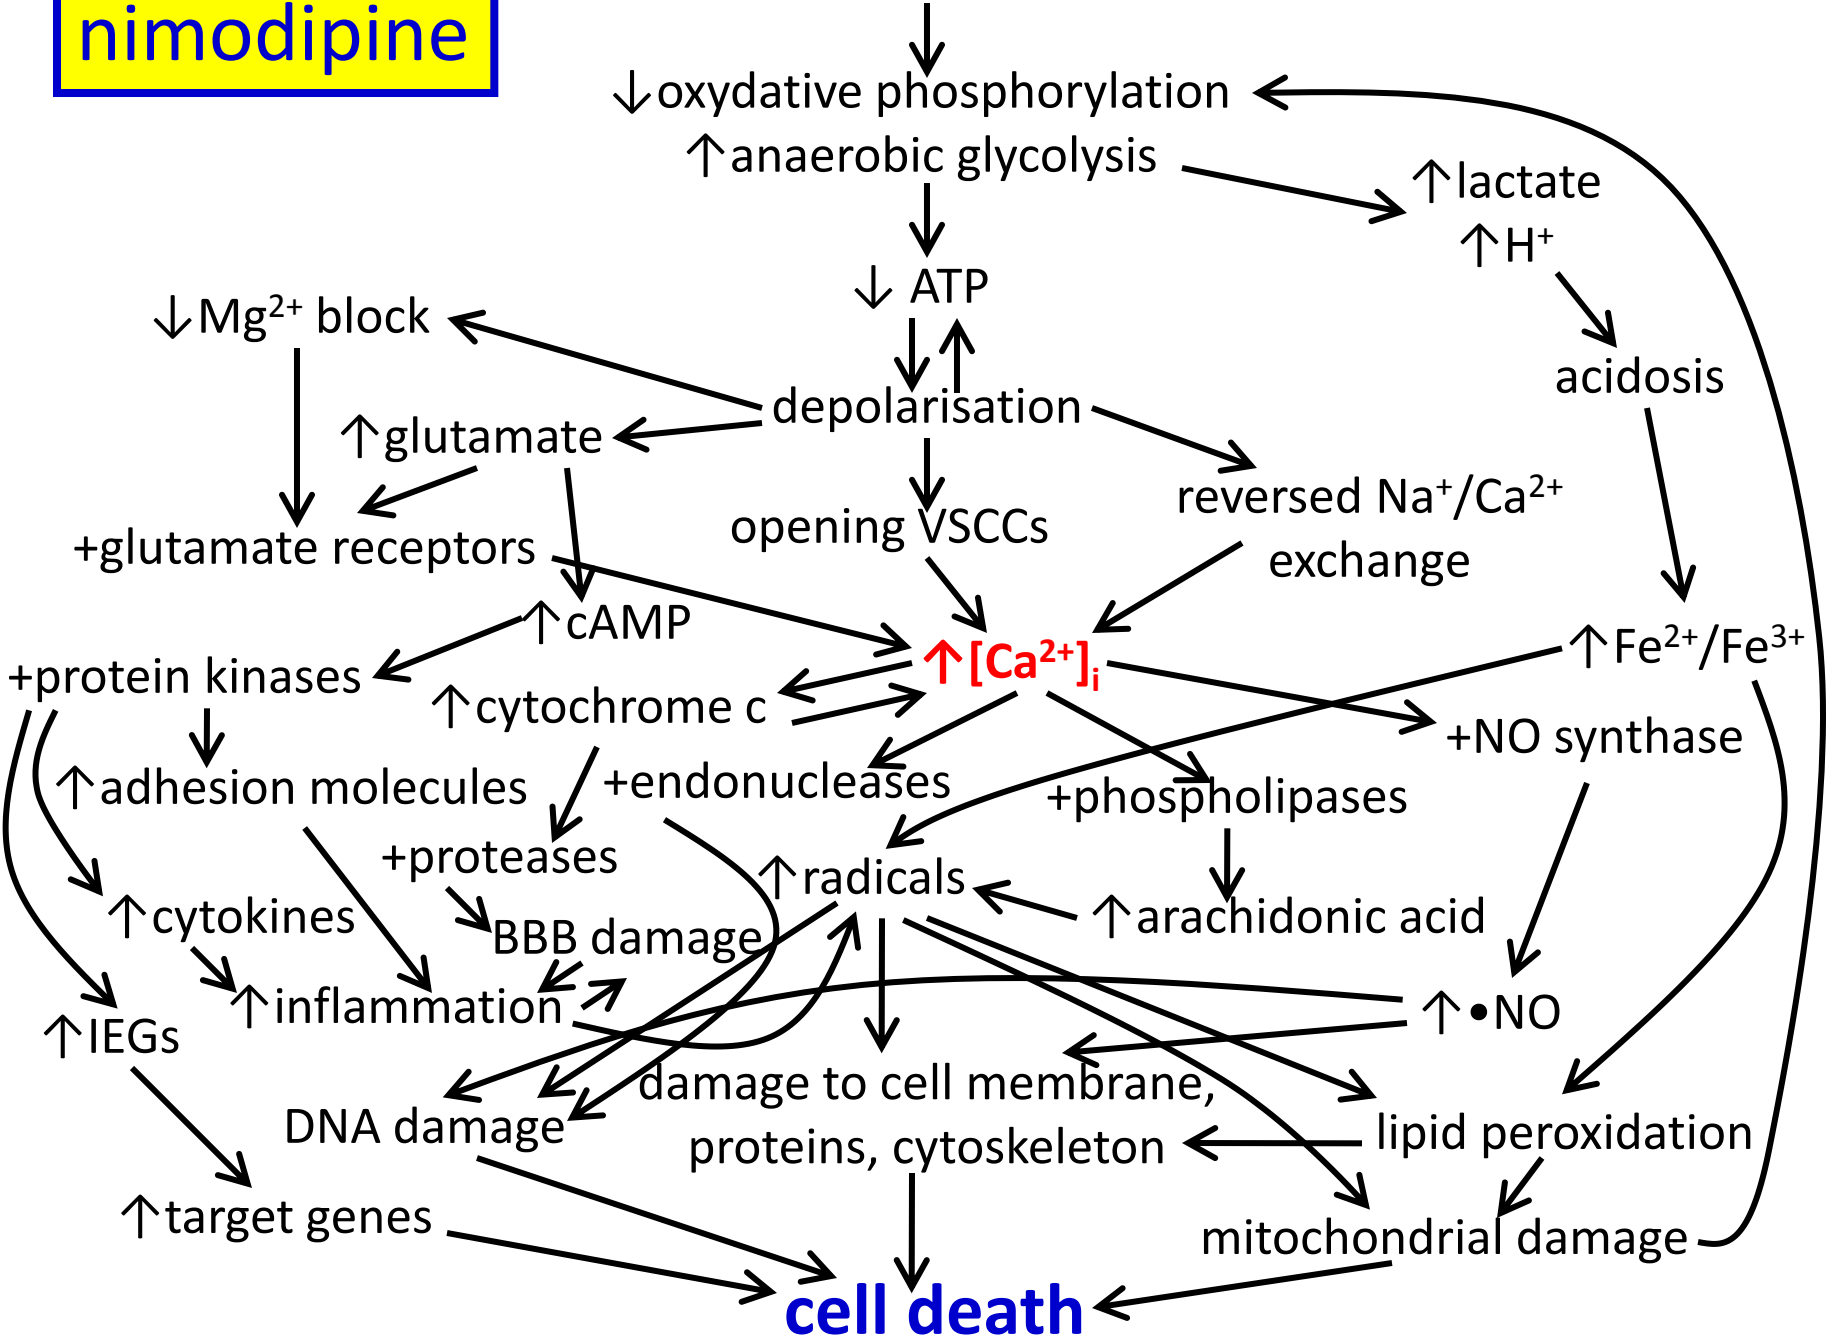 nimodipine
↓oxydative phosphorylation
↑anaerobic glycolysis
↑lactate
↑H⁺
↓ ATP
↓Mg²⁺ block
acidosis
depolarisation
↑glutamate
reversed Na⁺/Ca²⁺
exchange
opening VSCCs
+glutamate receptors
↑cAMP
↑[Ca²⁺]ᵢ
↑Fe²⁺/Fe³⁺
+protein kinases
↑cytochrome c
+NO synthase
↑adhesion molecules
+endonucleases
+phospholipases
+proteases
↑radicals
↑cytokines
↑arachidonic acid
BBB damage
↑inflammation
↑•NO
↑IEGs
damage to cell membrane,
proteins, cytoskeleton
DNA damage
lipid peroxidation
↑target genes
mitochondrial damage
cell death